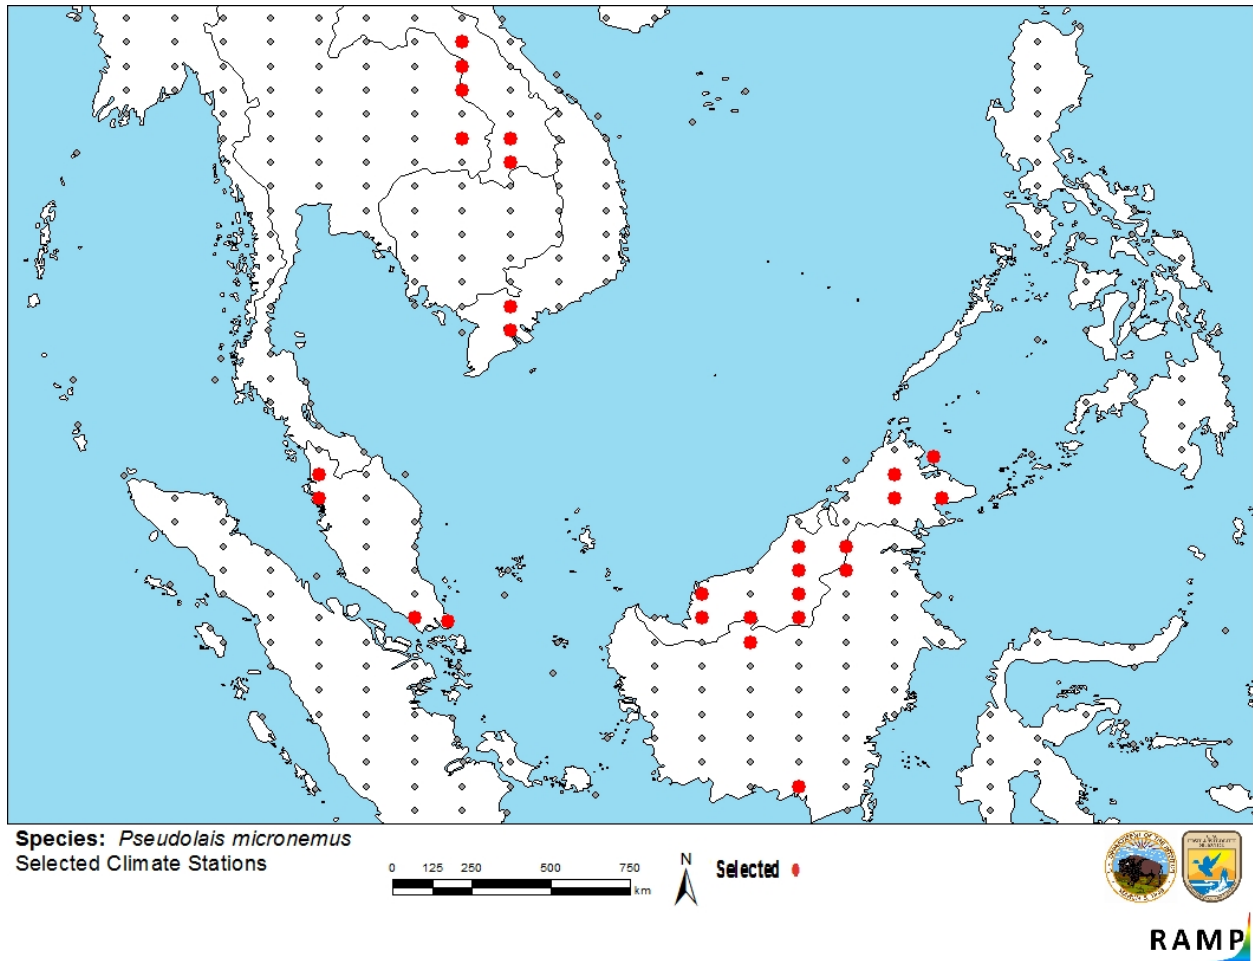 Species: Pseudolais micronemus
Selected Climate Stations
0 125 250 500 750
km
N
Selected
RAMP